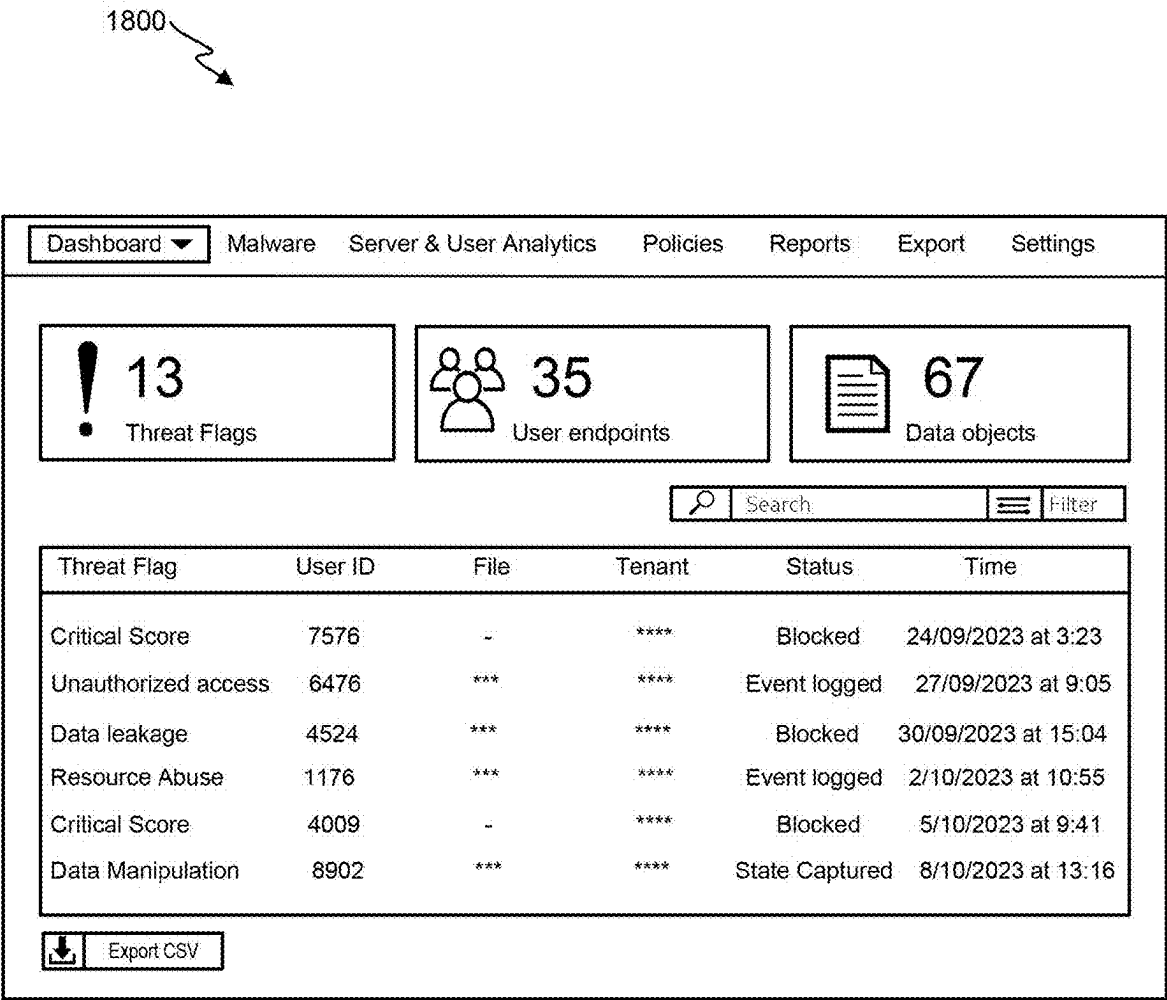 1800
Dashboard Malware Server & User Analytics Policies Reports Export Settings
13 35 67
Threat Flags User endpoints Data objects
Search Filter
Threat Flag User ID File Tenant Status Time
Critical Score 7576 - **** Blocked 24/09/2023 at 3:23
Unauthorized access 6476 *** **** Event logged 27/09/2023 at 9:05
Data leakage 4524 *** **** Blocked 30/09/2023 at 15:04
Resource Abuse 1176 *** **** Event logged 2/10/2023 at 10:55
Critical Score 4009 - **** Blocked 5/10/2023 at 9:41
Data Manipulation 8902 *** **** State Captured 8/10/2023 at 13:16
Export CSV